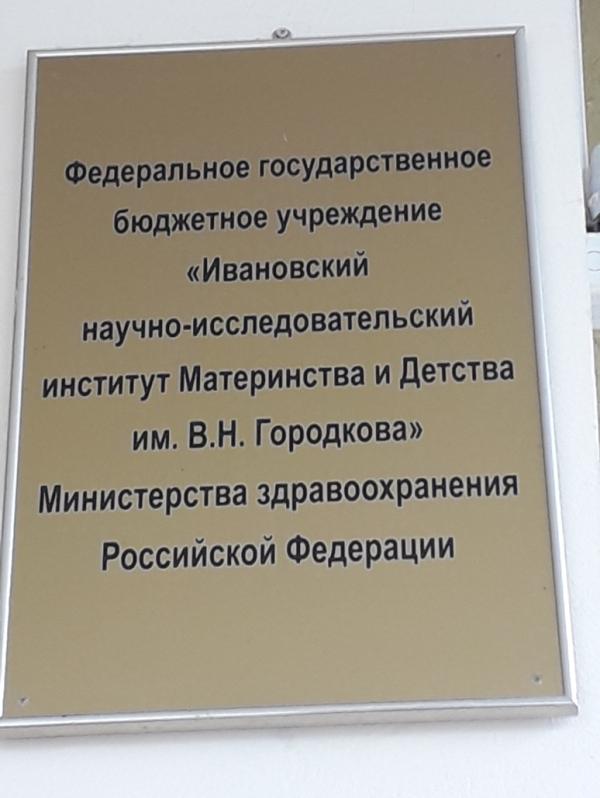 Федеральное государственное
бюджетное учреждение
«Ивановский
научно-исследовательский
институт Материнства и Детства
им. В.Н. Городкова»
Министерства здравоохранения
Российской Федерации